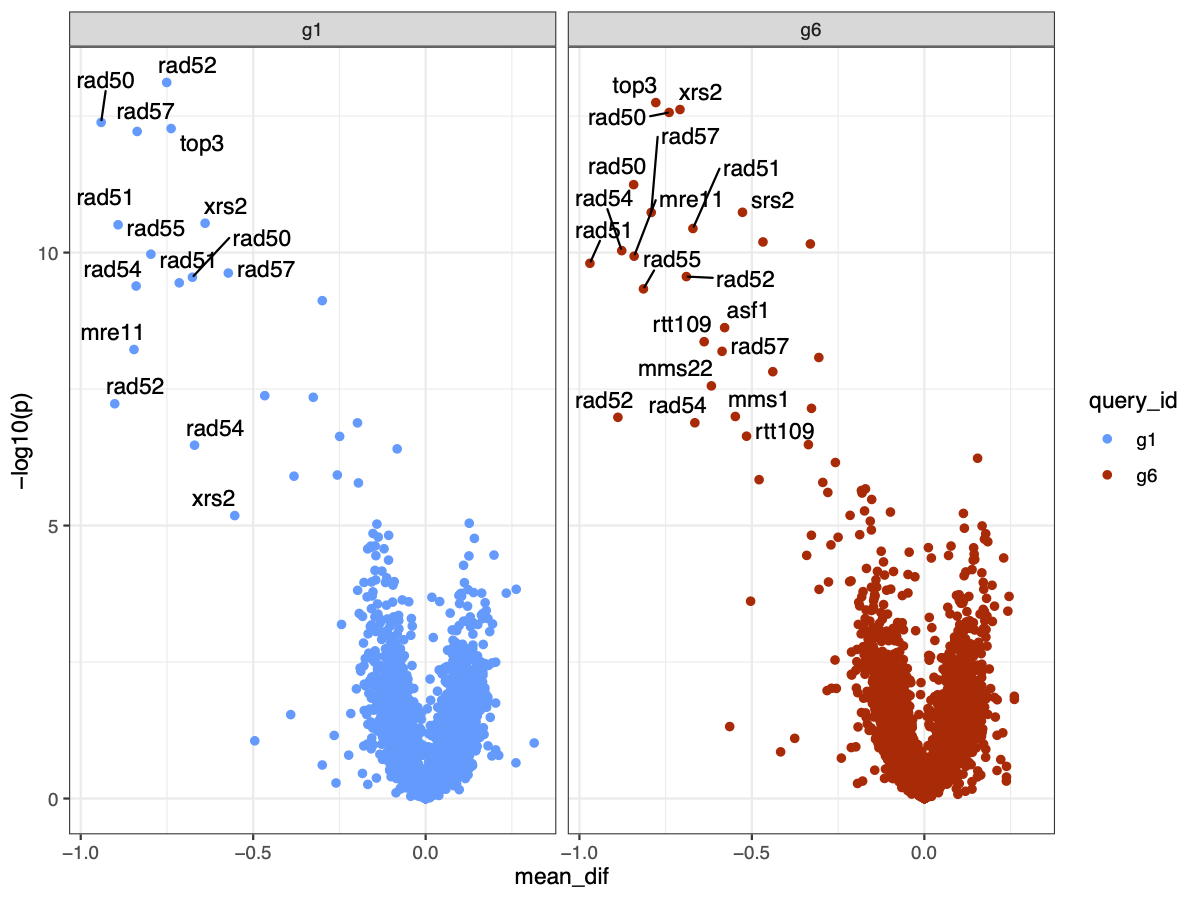 g1
g6
rad52
rad50
rad57
top3
rad51
xrs2
rad55
rad50
rad51
rad54
rad57
mre11
rad52
rad54
xrs2
top3
xrs2
rad50
rad57
rad50
rad51
rad54
mre11
srs2
rad51
rad55
rad52
asf1
rtt109
rad57
mms22
rad52
rad54
mms1
rtt109
10
5
0
−log10(p)
−1.0
−0.5
0.0
−1.0
−0.5
0.0
mean_dif
query_id
g1
g6